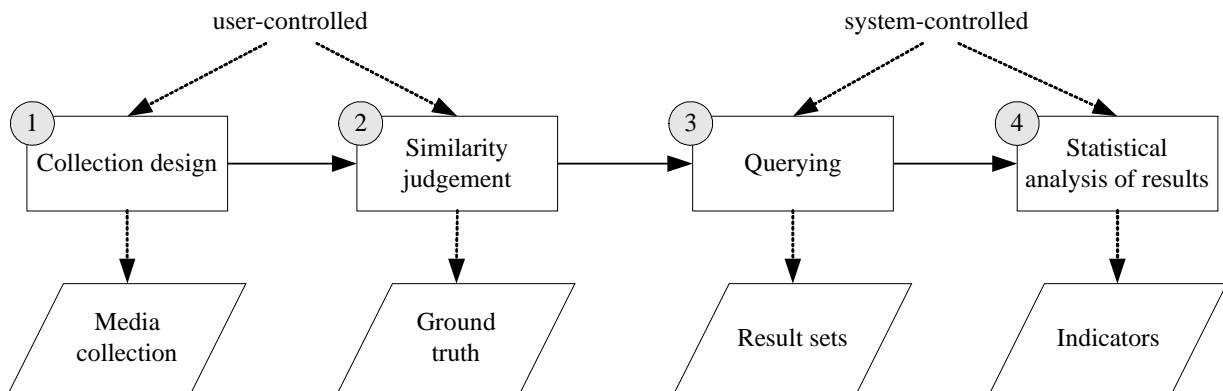 user-controlled
system-controlled
1
2
3
4
Collection design
Similarity
judgement
Querying
Statistical
analysis of results
Media
collection
Ground
truth
Result sets
Indicators